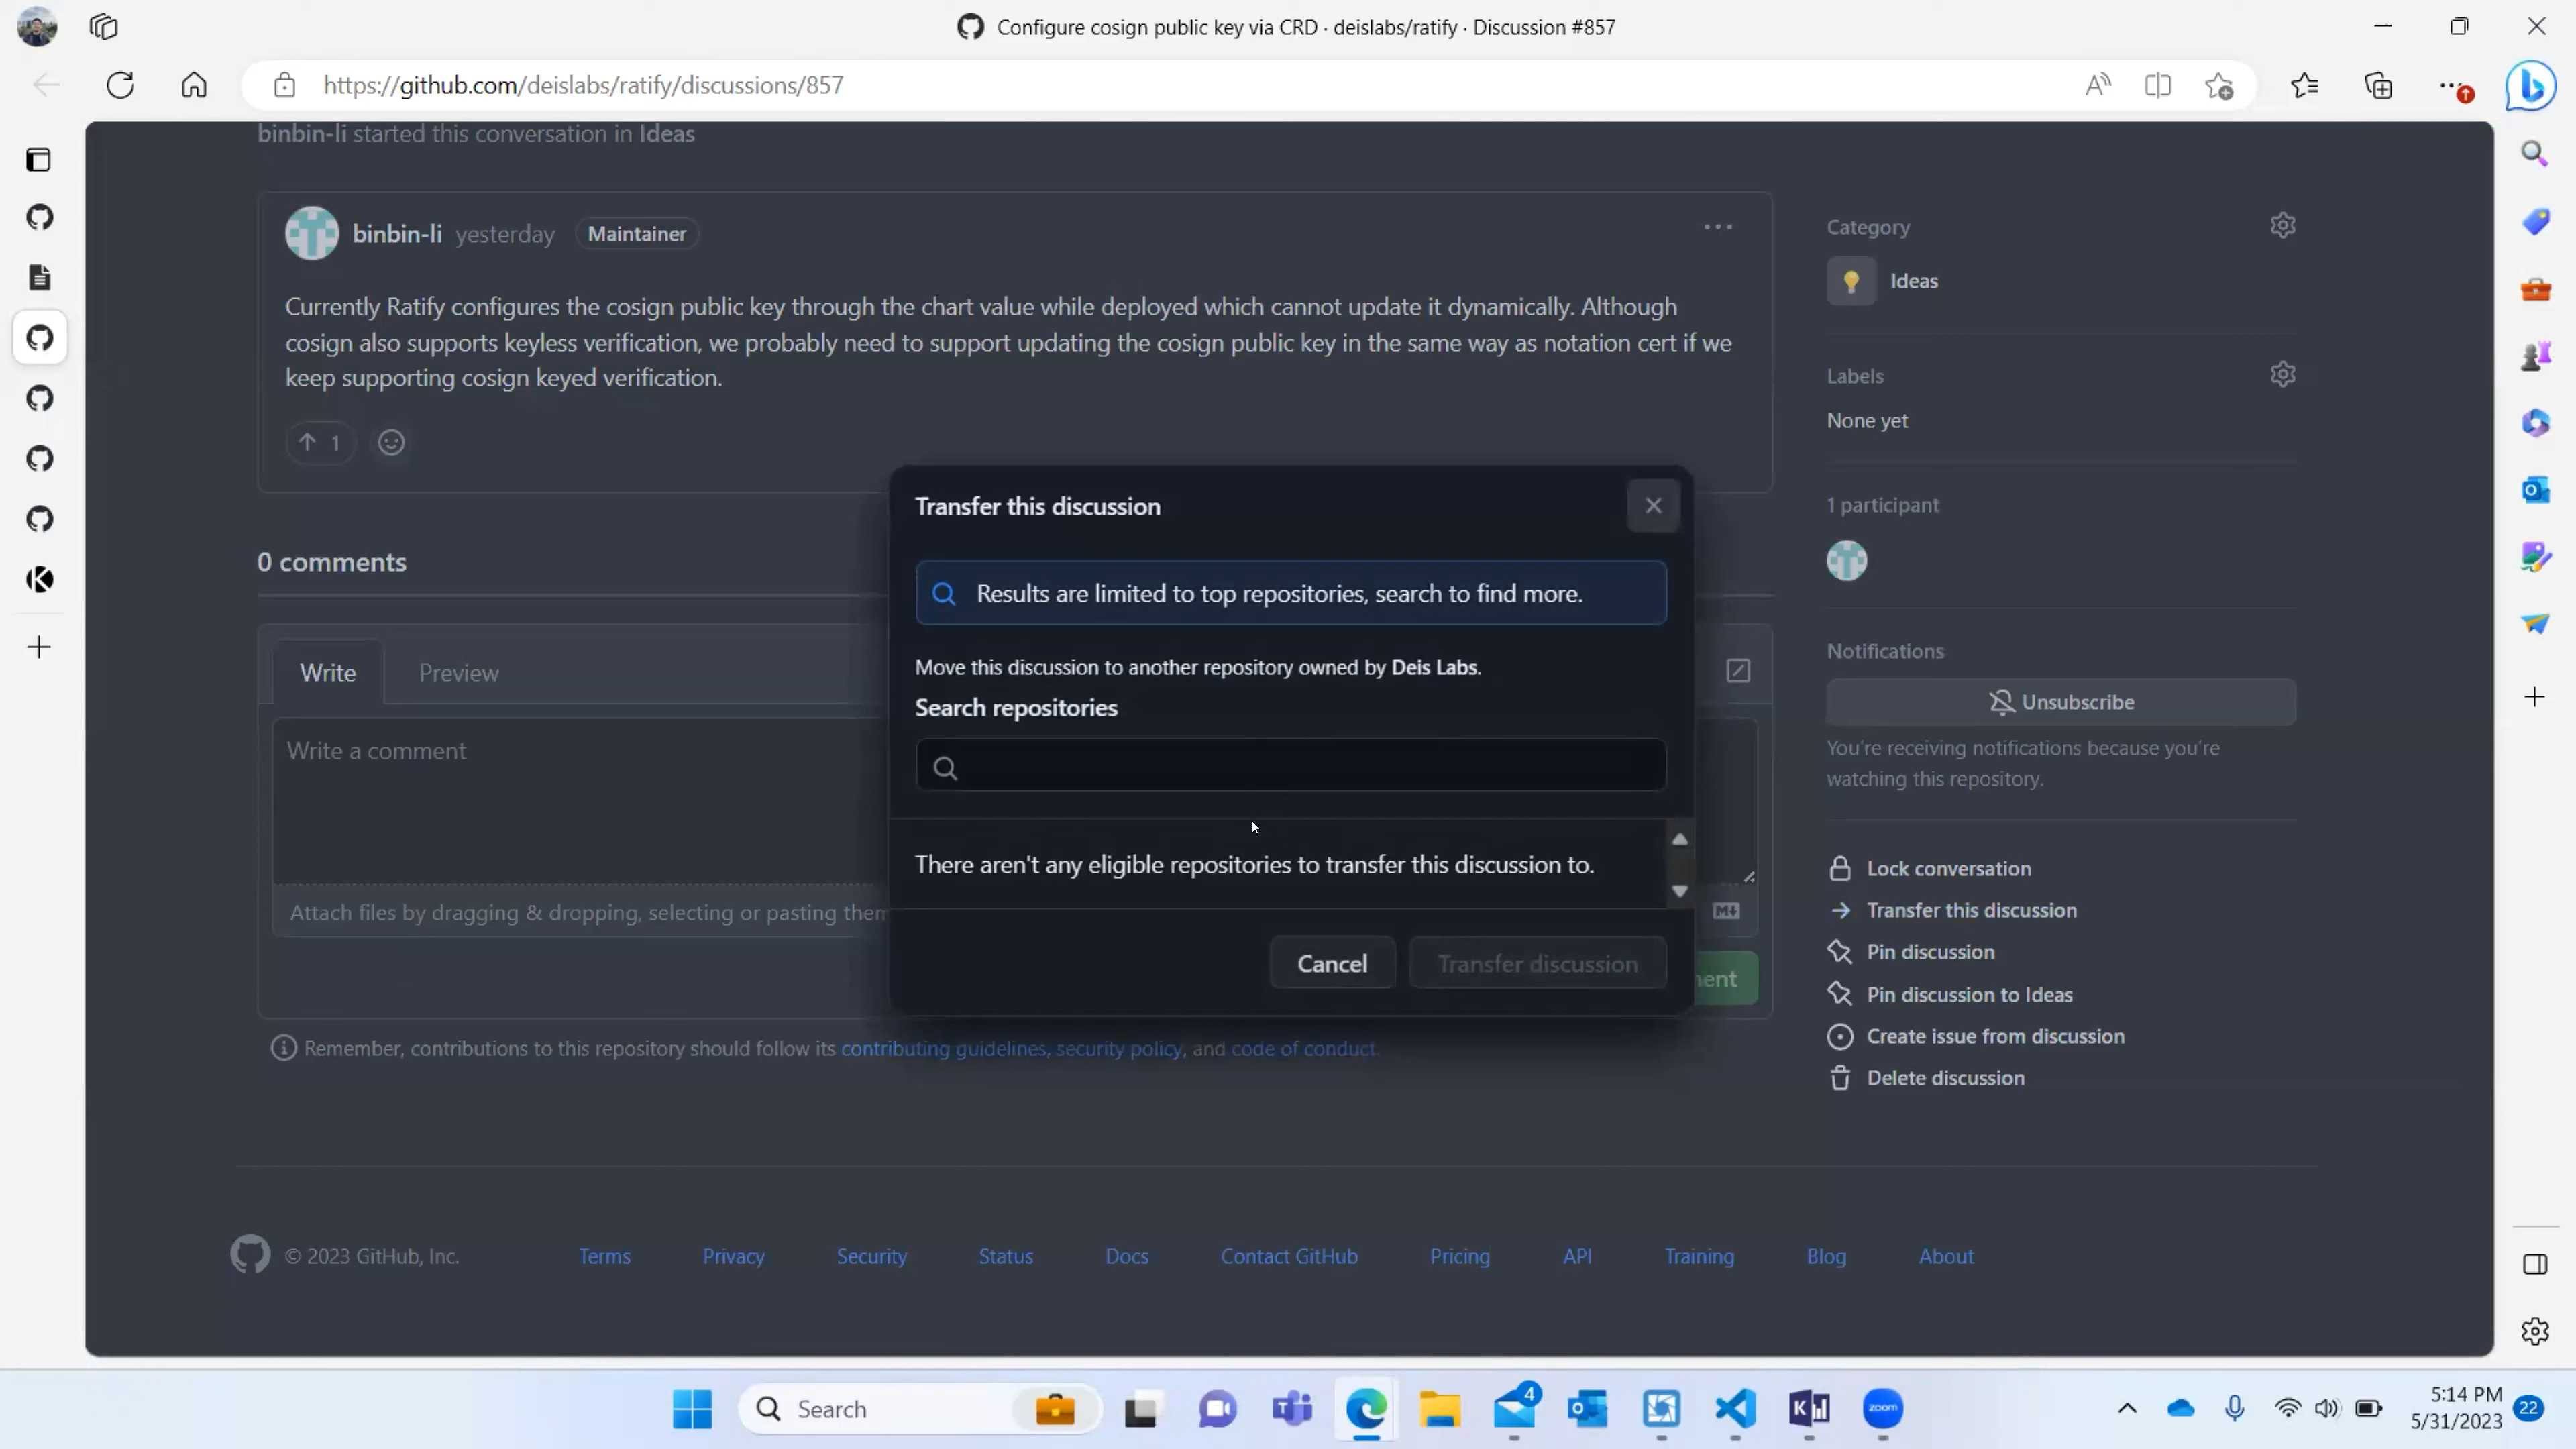 Configure cosign public key via CRD · deislabs/ratify · Discussion #857
https://github.com/deislabs/ratify/discussions/857
binbin-li started this conversation in Ideas
binbin-li yesterday Maintainer
Currently Ratify configures the cosign public key through the chart value while deployed which cannot update it dynamically. Although
cosign also supports keyless verification, we probably need to support updating the cosign public key in the same way as notation cert if we
keep supporting cosign keyed verification.
1
0 comments
Write Preview
Write a comment
Attach files by dragging & dropping, selecting or pasting them
Remember, contributions to this repository should follow its contributing guidelines, security policy, and code of conduct.
Transfer this discussion
Results are limited to top repositories, search to find more.
Move this discussion to another repository owned by Deis Labs.
Search repositories
There aren't any eligible repositories to transfer this discussion to.
Cancel Transfer discussion
Category
Ideas
Labels
None yet
1 participant
Notifications
Unsubscribe
You're receiving notifications because you're
watching this repository.
Lock conversation
Transfer this discussion
Pin discussion
Pin discussion to Ideas
Create issue from discussion
Delete discussion
© 2023 GitHub, Inc. Terms Privacy Security Status Docs Contact GitHub Pricing API Training Blog About
Search
4
zoom
5:14 PM
5/31/2023
22